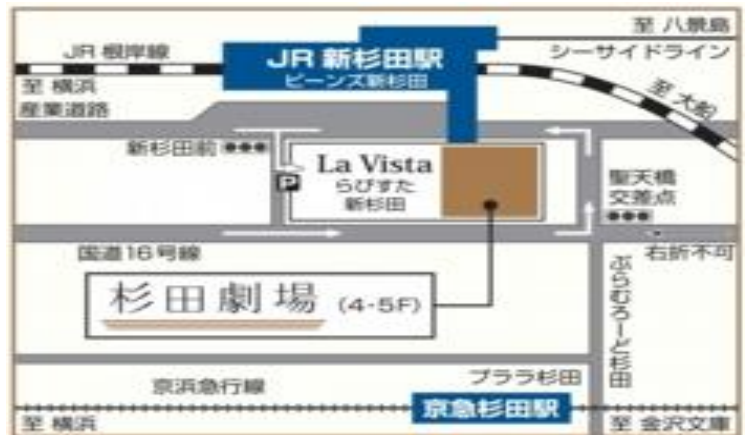 至 八景島
JR 根岸線
JR 新杉田駅
シーサイドライン
ビーンズ新杉田
至 横浜
至 大船
産業道路
新杉田前
La Vista
P
らびすた
新杉田
聖天橋
交差点
国道16号線
右折不可
杉田劇場 (4・5F)
ぷらむろーど杉田
プララ杉田
京浜急行線
京急杉田駅
至 横浜
至 金沢文庫